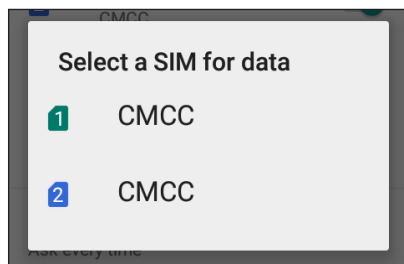 CMCC
Select a SIM for data
1 CMCC
2 CMCC
Ask every time